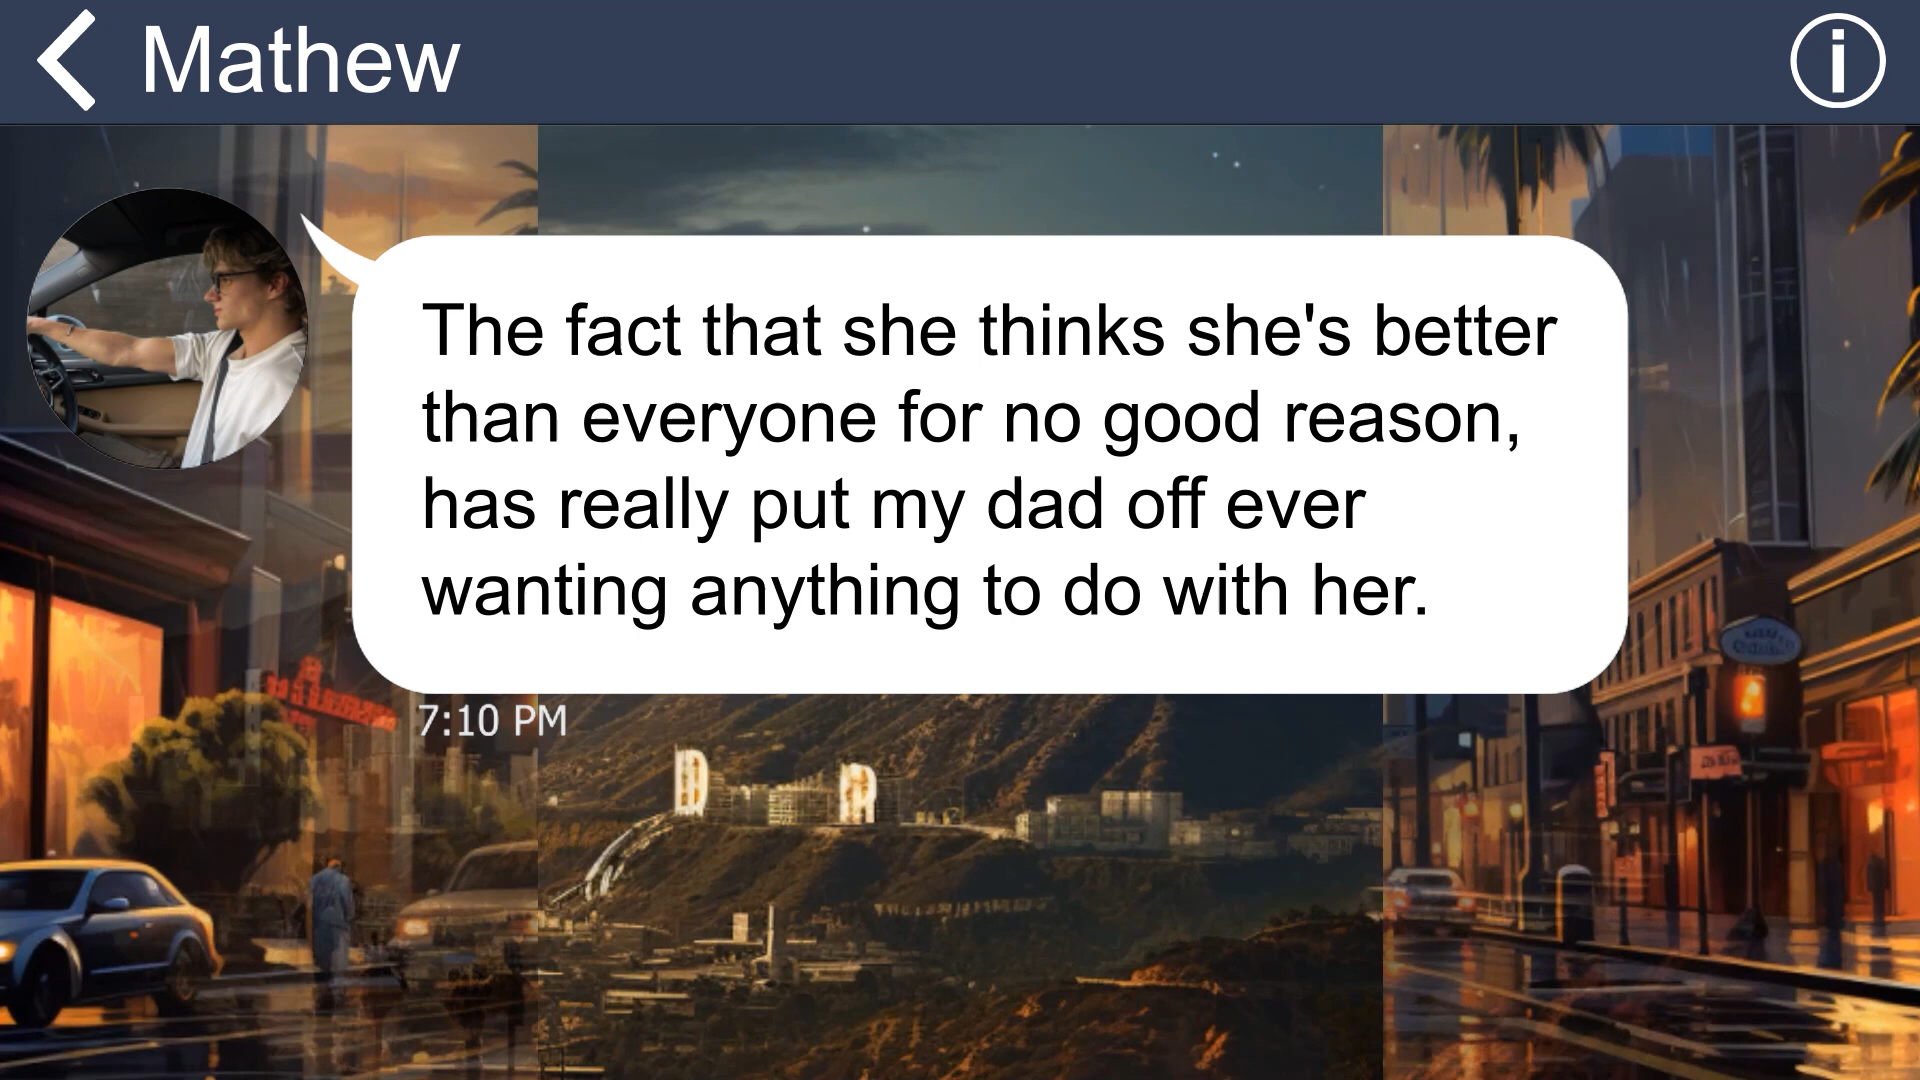 Mathew
The fact that she thinks she's better
than everyone for no good reason,
has really put my dad off ever
wanting anything to do with her.
7:10 PM